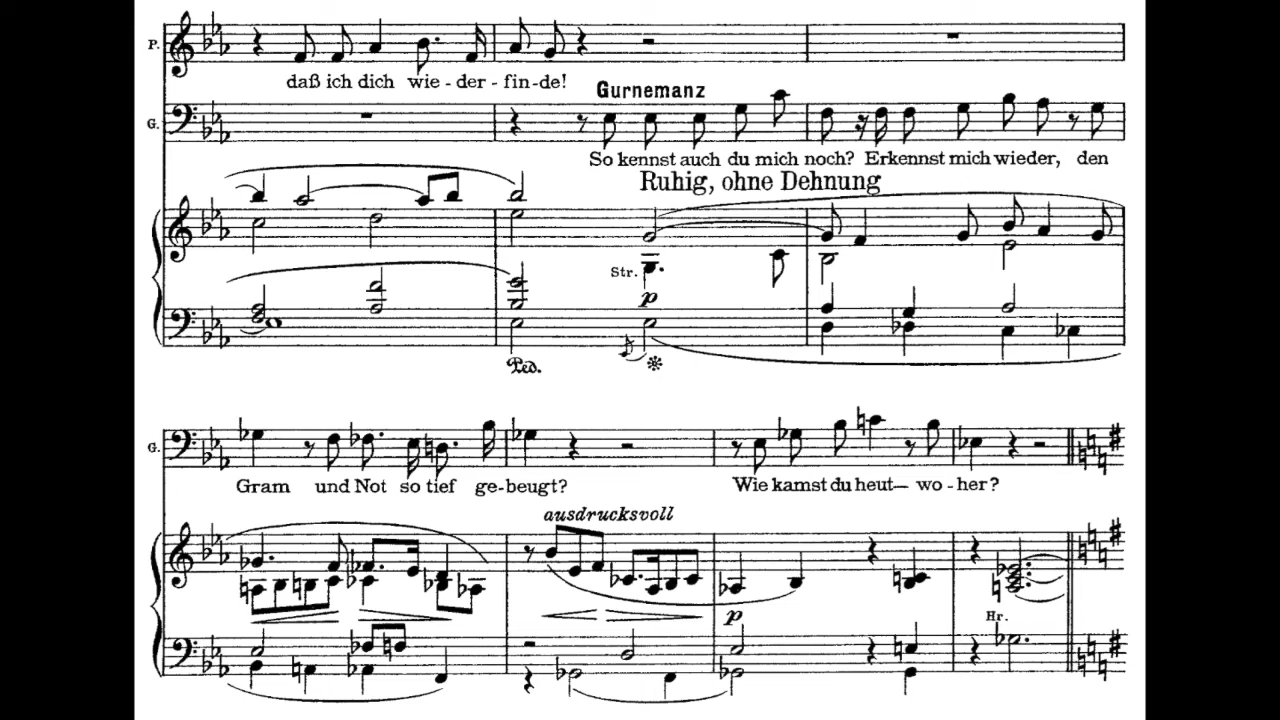 P.
daß ich dich wie - der - fin - de!
Gurnemanz
G.
So kennst auch du mich noch? Erkennst mich wieder, den
Ruhig, ohne Dehnung
Str.
p
Ped.
G.
Gram und Not so tief ge-beugt? Wie kamst du heut— wo - her?
ausdrucksvoll
p
Hr.